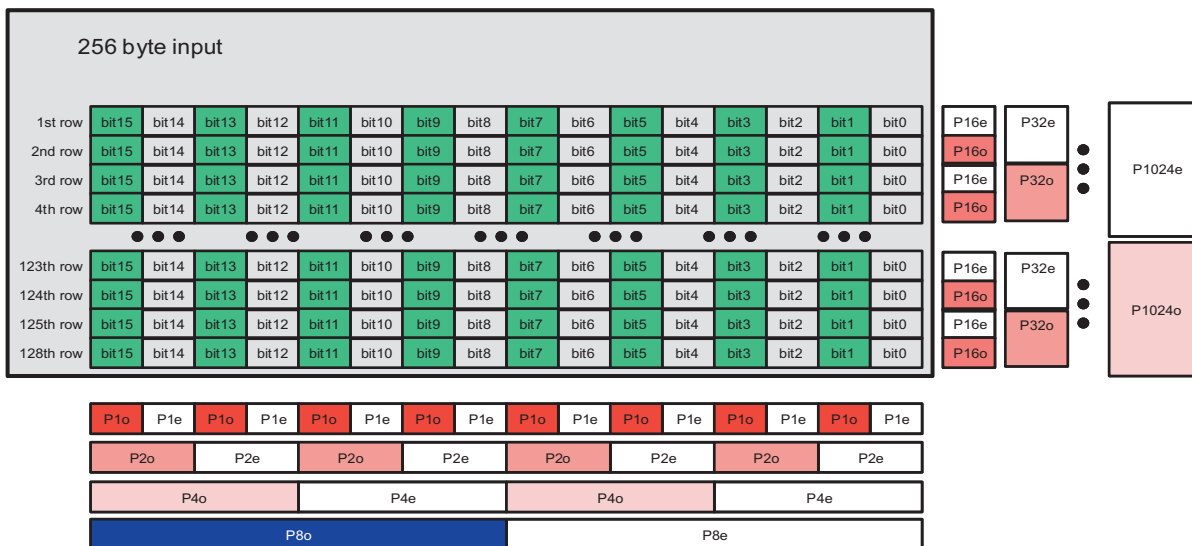 256 byte input
1st row bit15 bit14 bit13 bit12 bit11 bit10 bit9 bit8 bit7 bit6 bit5 bit4 bit3 bit2 bit1 bit0 P16e P32e
2nd row bit15 bit14 bit13 bit12 bit11 bit10 bit9 bit8 bit7 bit6 bit5 bit4 bit3 bit2 bit1 bit0 P16o
3rd row bit15 bit14 bit13 bit12 bit11 bit10 bit9 bit8 bit7 bit6 bit5 bit4 bit3 bit2 bit1 bit0 P16e P32o P1024e
4th row bit15 bit14 bit13 bit12 bit11 bit10 bit9 bit8 bit7 bit6 bit5 bit4 bit3 bit2 bit1 bit0 P16o
123th row bit15 bit14 bit13 bit12 bit11 bit10 bit9 bit8 bit7 bit6 bit5 bit4 bit3 bit2 bit1 bit0 P16e P32e
124th row bit15 bit14 bit13 bit12 bit11 bit10 bit9 bit8 bit7 bit6 bit5 bit4 bit3 bit2 bit1 bit0 P16o P1024o
125th row bit15 bit14 bit13 bit12 bit11 bit10 bit9 bit8 bit7 bit6 bit5 bit4 bit3 bit2 bit1 bit0 P16e P32o
128th row bit15 bit14 bit13 bit12 bit11 bit10 bit9 bit8 bit7 bit6 bit5 bit4 bit3 bit2 bit1 bit0 P16o
P1o P1e P1o P1e P1o P1e P1o P1e P1o P1e P1o P1e P1o P1e P1o P1e
P2o P2e P2o P2e P2o P2e P2o P2e
P4o P4e P4o P4e
P8o P8e